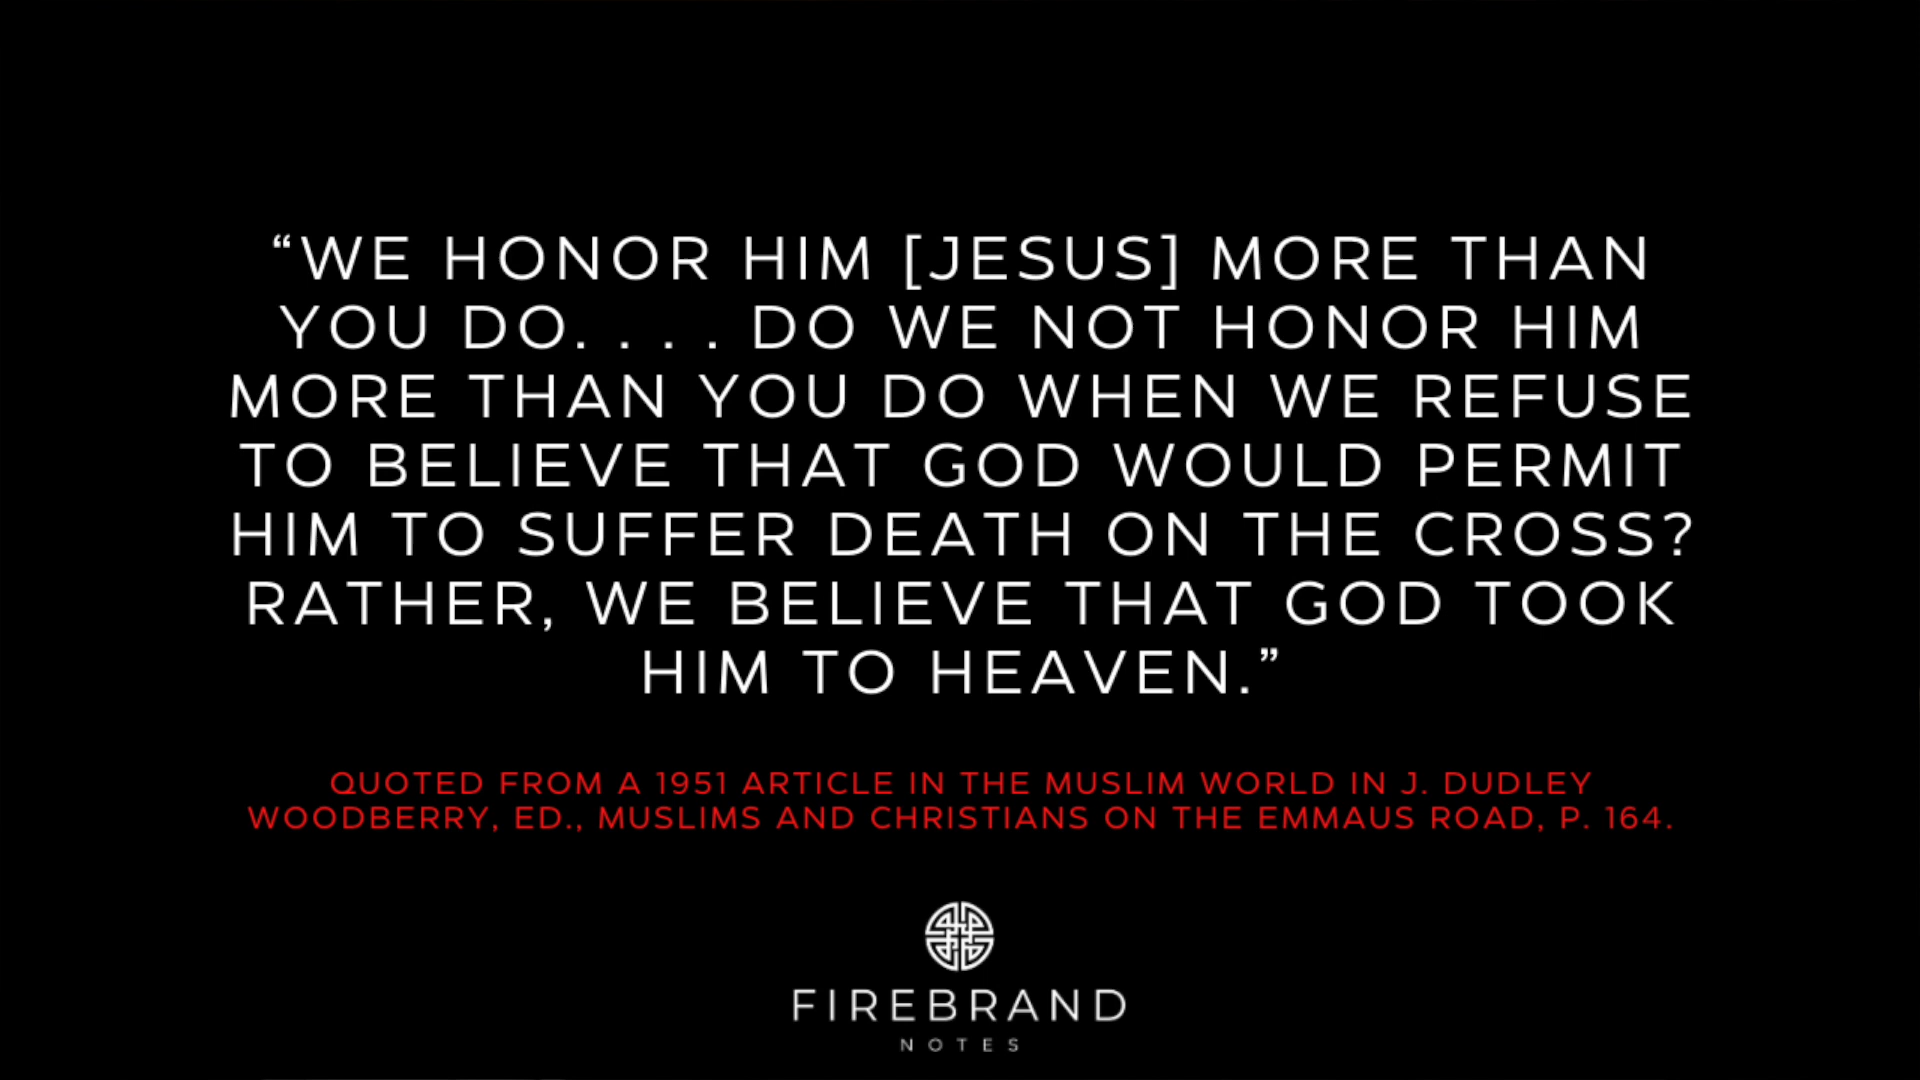 “WE HONOR HIM [JESUS] MORE THAN
YOU DO. . . . DO WE NOT HONOR HIM
MORE THAN YOU DO WHEN WE REFUSE
TO BELIEVE THAT GOD WOULD PERMIT
HIM TO SUFFER DEATH ON THE CROSS?
RATHER, WE BELIEVE THAT GOD TOOK
HIM TO HEAVEN.”
QUOTED FROM A 1951 ARTICLE IN THE MUSLIM WORLD IN J. DUDLEY
WOODBERRY, ED., MUSLIMS AND CHRISTIANS ON THE EMMAUS ROAD, P. 164.
FIREBRAND
NOTES